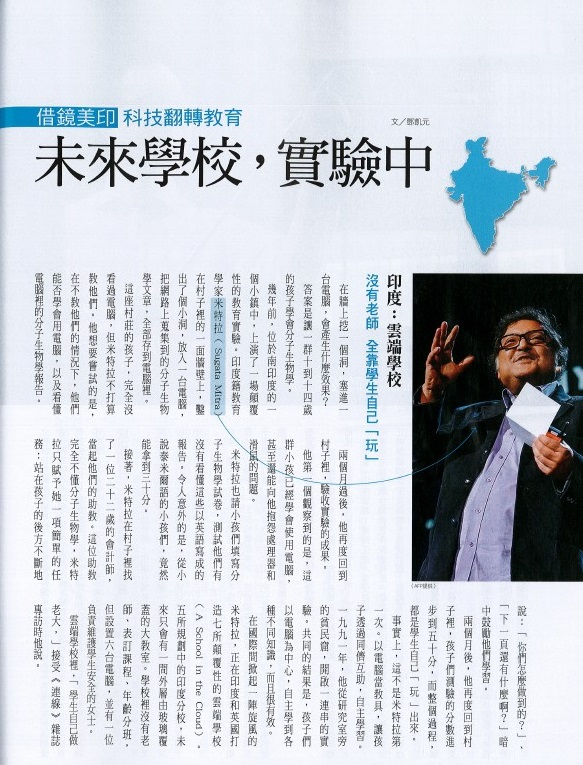 借鏡美印 科技翻轉教育
未來學校，實驗中
文／鄧凱元
印度：雲端學校
沒有老師 全靠學生自己「玩」
在牆上挖一個洞，塞進一
台電腦，會產生什麼效果？
答案是讓一群十到十四歲
的孩子學會分子生物學。
幾年前，位於南印度的一
個小鎮中，上演了一場顛覆
性的教育實驗。印度籍教育
學家米特拉（Sugata Mitra）
在村子裡的一面牆壁上，鑿
出了個小洞，放入一台電腦，
把網路上蒐集到的分子生物
學文章，全部存到電腦裡。
這座村莊的孩子，完全沒
看過電腦，但米特拉不打算
教他們，他想要嘗試的是，
在不教他們的情況下，他們
能否學會用電腦，以及看懂
電腦裡的分子生物學報告。
兩個月過後，他再度回到
村子裡，驗收實驗的成果，
他第一個觀察到的是，這
群小孩已經學會使用電腦，
甚至還能向他抱怨處理器和
滑鼠的問題。
米特拉也請小孩們填寫分
子生物學試卷，測試他們有
沒有看懂這些以英語寫成的
報告。令人意外的是，從小
說泰米爾語的小孩們，竟然
能拿到三十分。
接著，米特拉在村子裡找
了一位二十二歲的會計師，
當起他們的助教。這位助教
完全不懂分子生物學，米特
拉只賦予她一項簡單的任
務：站在孩子的後方不斷地
（AFP提供）
說：「你們怎麼做到的？」、
「下一頁還有什麼啊？」暗
中鼓勵他們學習。
兩個月後，他再度回到村
子裡，孩子們測驗的分數進
步到五十分，而整個過程，
都是學生自己「玩」出來，
事實上，這不是米特拉第
一次。以電腦當教具，讓孩
子透過同儕互助，自主學習。
一九九一年，他從研究室旁
的貧民窟，開啟一連串的實
驗。共同的結果是，孩子們
以電腦為中心，自主學到各
種不同知識，而且很有效。
在國際間掀起一陣旋風的
米特拉，正在印度和英國打
造七所顛覆性的雲端學校
（A School in the Cloud）。
五所規劃中的印度分校，未
來只會有一間外層由玻璃覆
蓋的大教室。學校裡沒有老
師、表訂課程、年齡分班，
但設置六台電腦，並有一位
負責維護學生安全的女士。
雲端學校裡，「學生自己做
老大，」接受《連線》雜誌
專訪時他說。